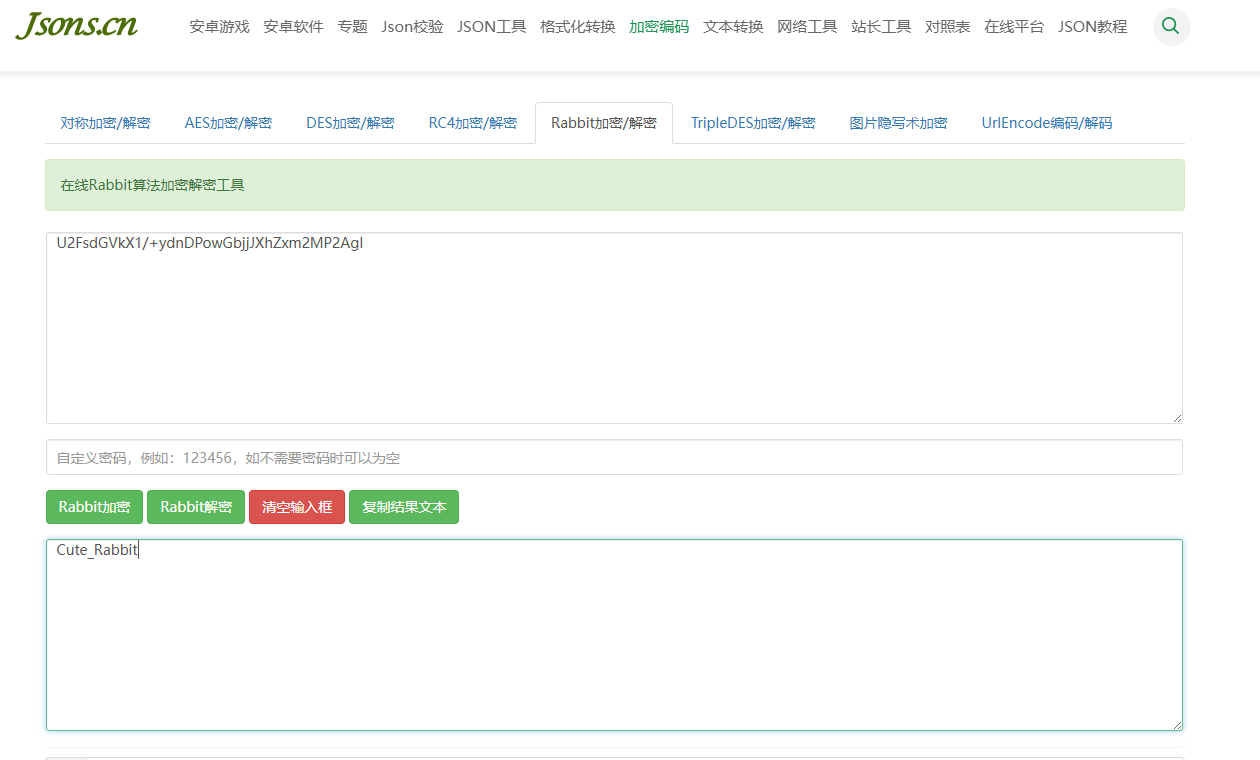 Jsons.cn 安卓游戏 安卓软件 专题 Json校验 JSON工具 格式化转换 加密编码 文本转换 网络工具 站长工具 对照表 在线平台 JSON教程
对称加密/解密 AES加密/解密 DES加密/解密 RC4加密/解密 Rabbit加密/解密 TripleDES加密/解密 图片隐写术加密 UrlEncode编码/解码
在线Rabbit算法加密解密工具
U2FsdGVkX1/+ydnDPowGbjjJXhZxm2MP2AgI
自定义密码，例如：123456，如不需要密码时可以为空
Rabbit加密 Rabbit解密 清空输入框 复制结果文本
Cute_Rabbit